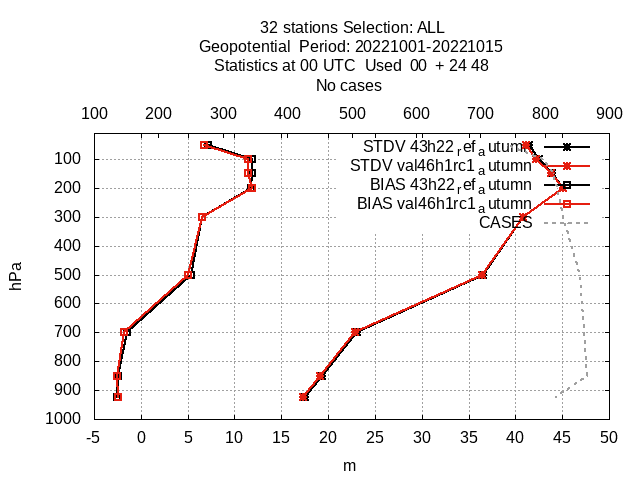 32 stations Selection: ALL
Geopotential  Period: 20221001-20221015
Statistics at 00 UTC  Used  00  + 24 48
No cases
100 200 300 400 500 600 700 800 900
STDV 43h22_ref_autumn
STDV val46h1rc1_autumn
BIAS 43h22_ref_autumn
BIAS val46h1rc1_autumn
CASES
100
200
300
400
500
600
700
800
900
1000
hPa
-5 0 5 10 15 20 25 30 35 40 45 50
m